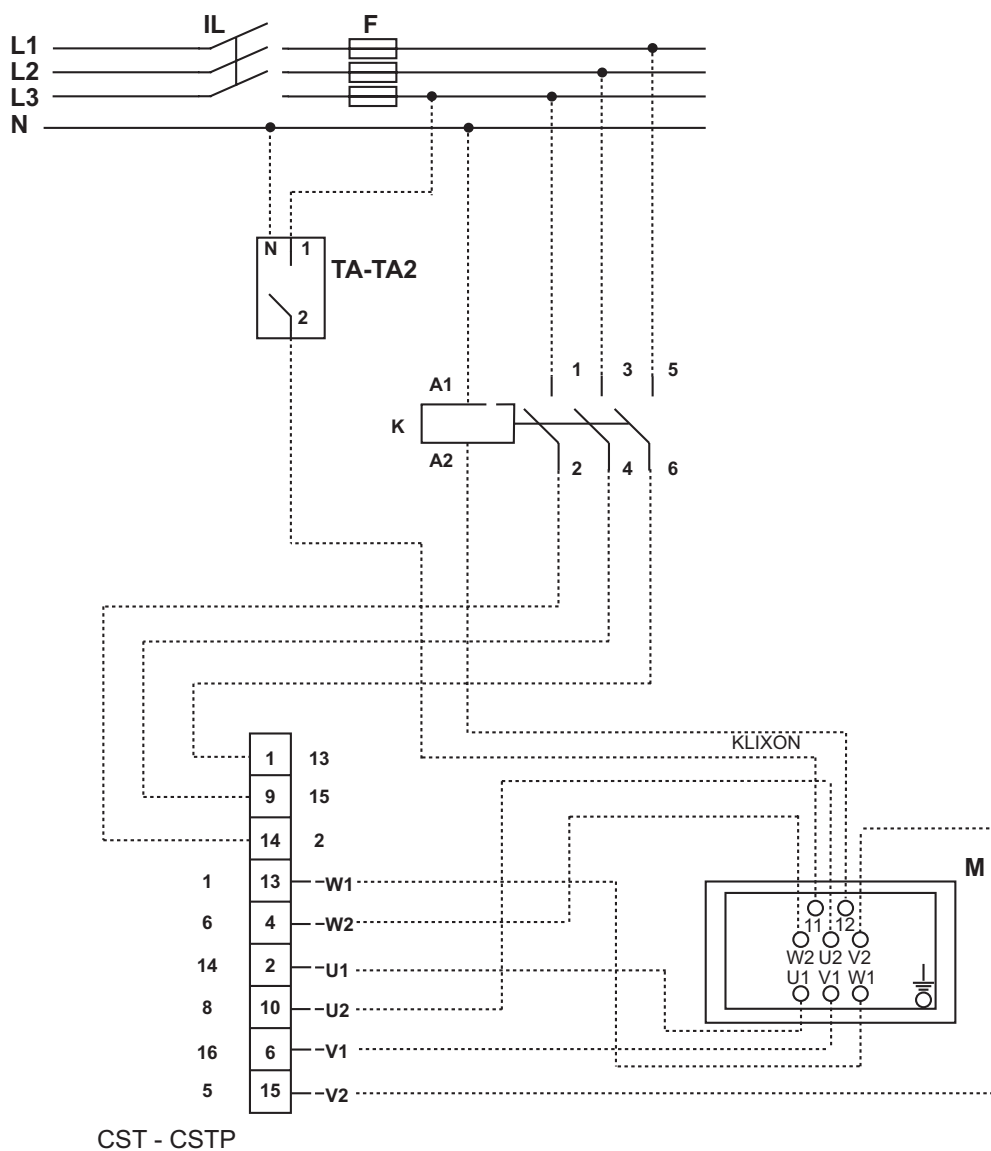 IL F
L1
L2
L3
N
N 1
TA-TA2
2
1 3 5
A1
K
A2
2 4 6
KLIXON
1 13
9 15
14 2
M
1 13 W1
6 4 W2
14 2 U1
8 10 U2
16 6 V1
5 15 V2
11 12
W2 U2 V2
U1 V1 W1
CST - CSTP